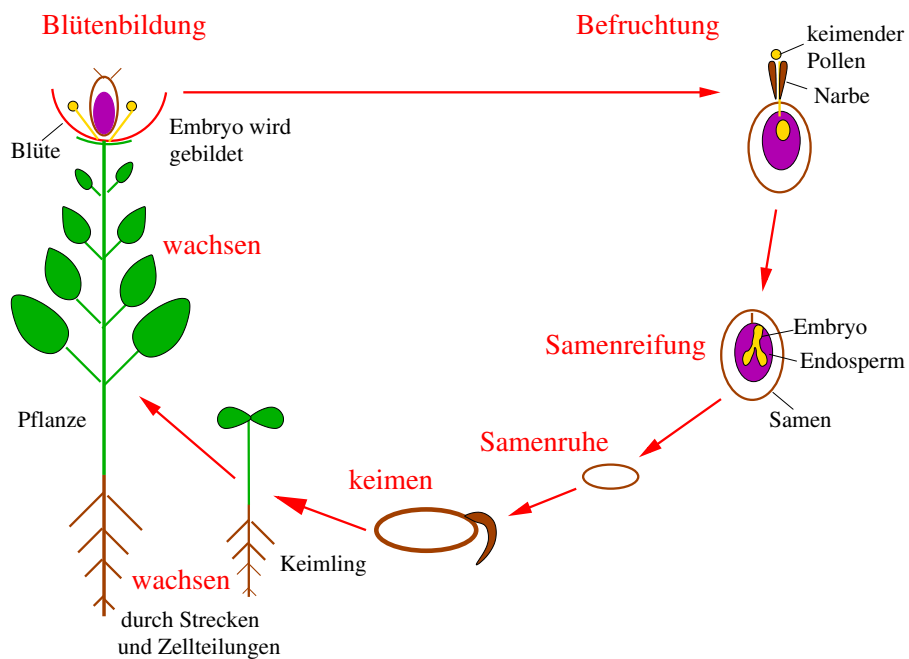 Blütenbildung
Befruchtung
keimender
Pollen
Narbe
Blüte
Embryo wird
gebildet
wachsen
Embryo
Samenreifung
Endosperm
Pflanze
Samen
Samenruhe
keimen
Keimling
wachsen
durch Strecken
und Zellteilungen